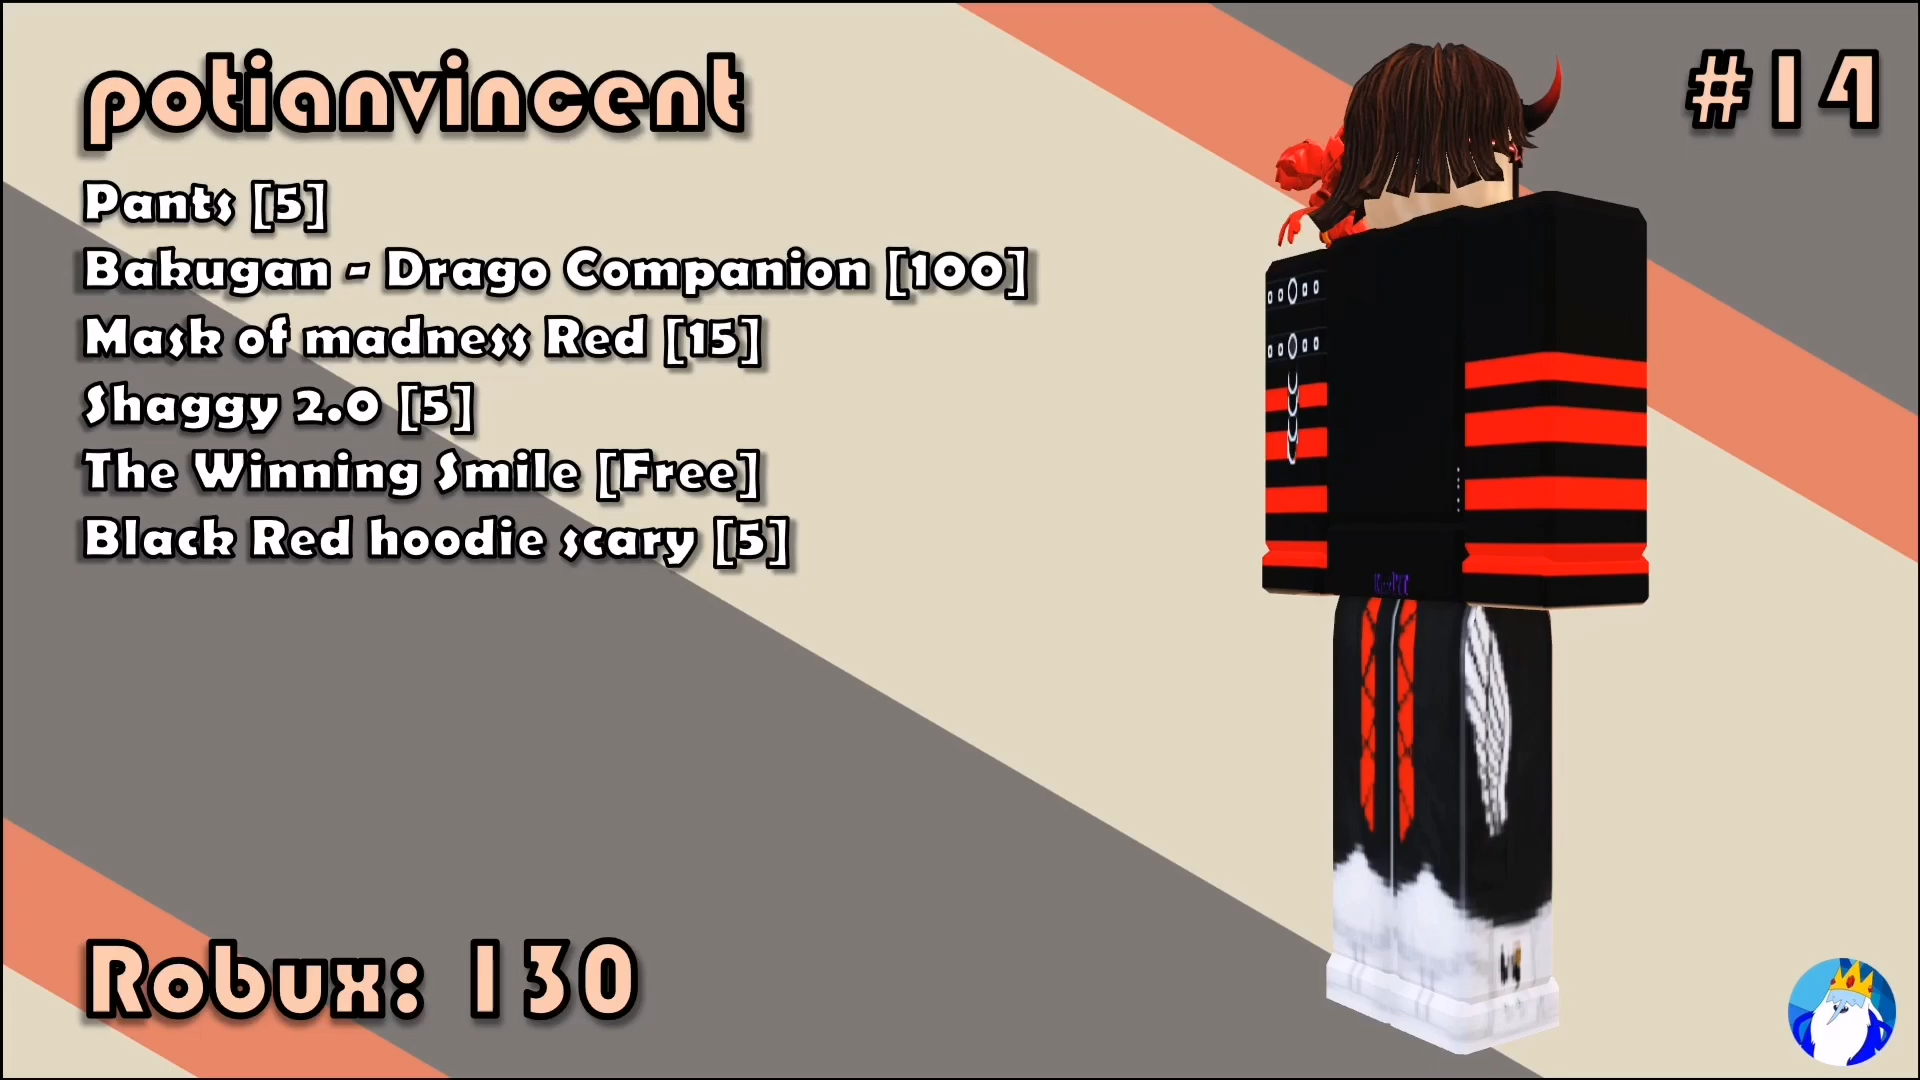 potianvincent
#14
Pants [5]
Bakugan - Drago Companion [100]
Mask of madness Red [15]
Shaggy 2.0 [5]
The Winning Smile [Free]
Black Red hoodie scary [5]
Robux: 130